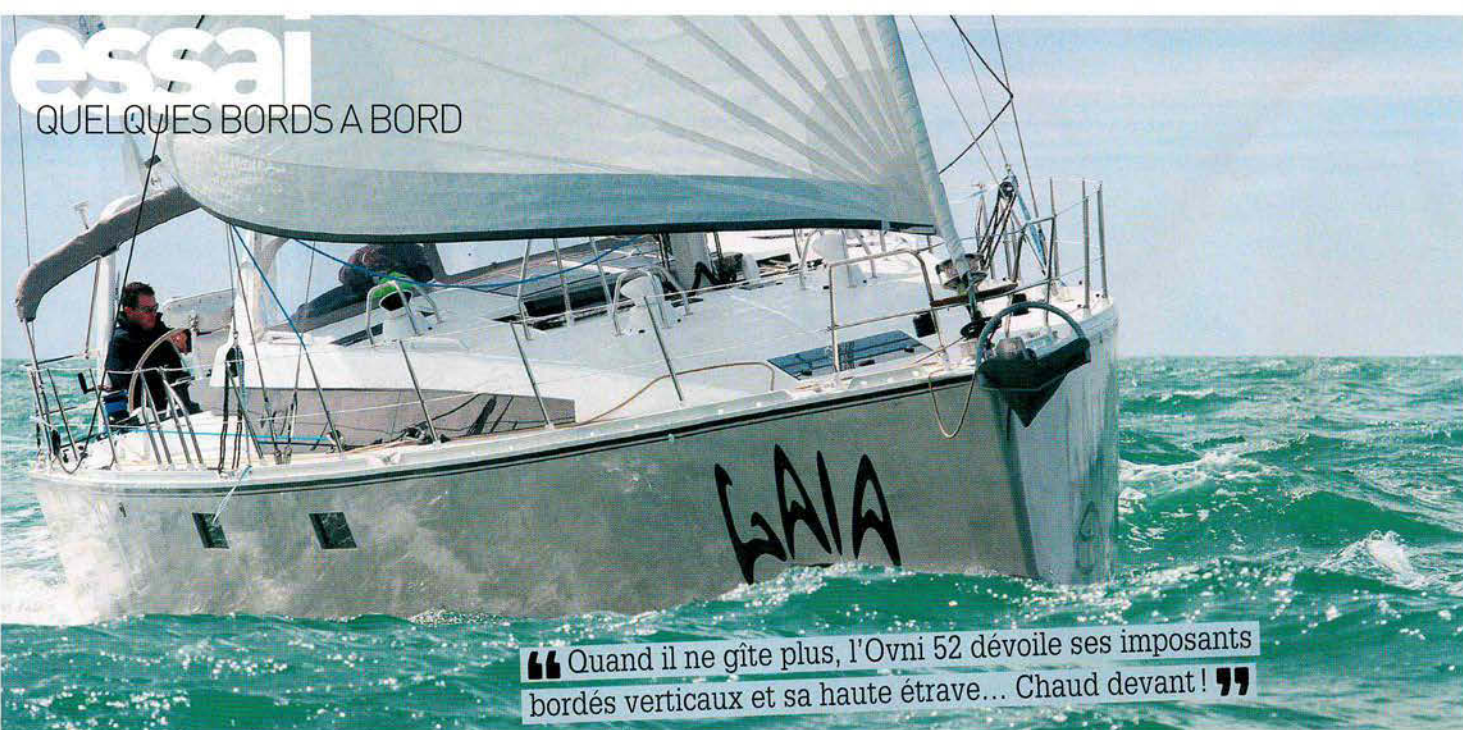 essai
QUELQUES BORDS A BORD
GAIA
❝ Quand il ne gîte plus, l'Ovni 52 dévoile ses imposants
bordés verticaux et sa haute étrave... Chaud devant ! ❞